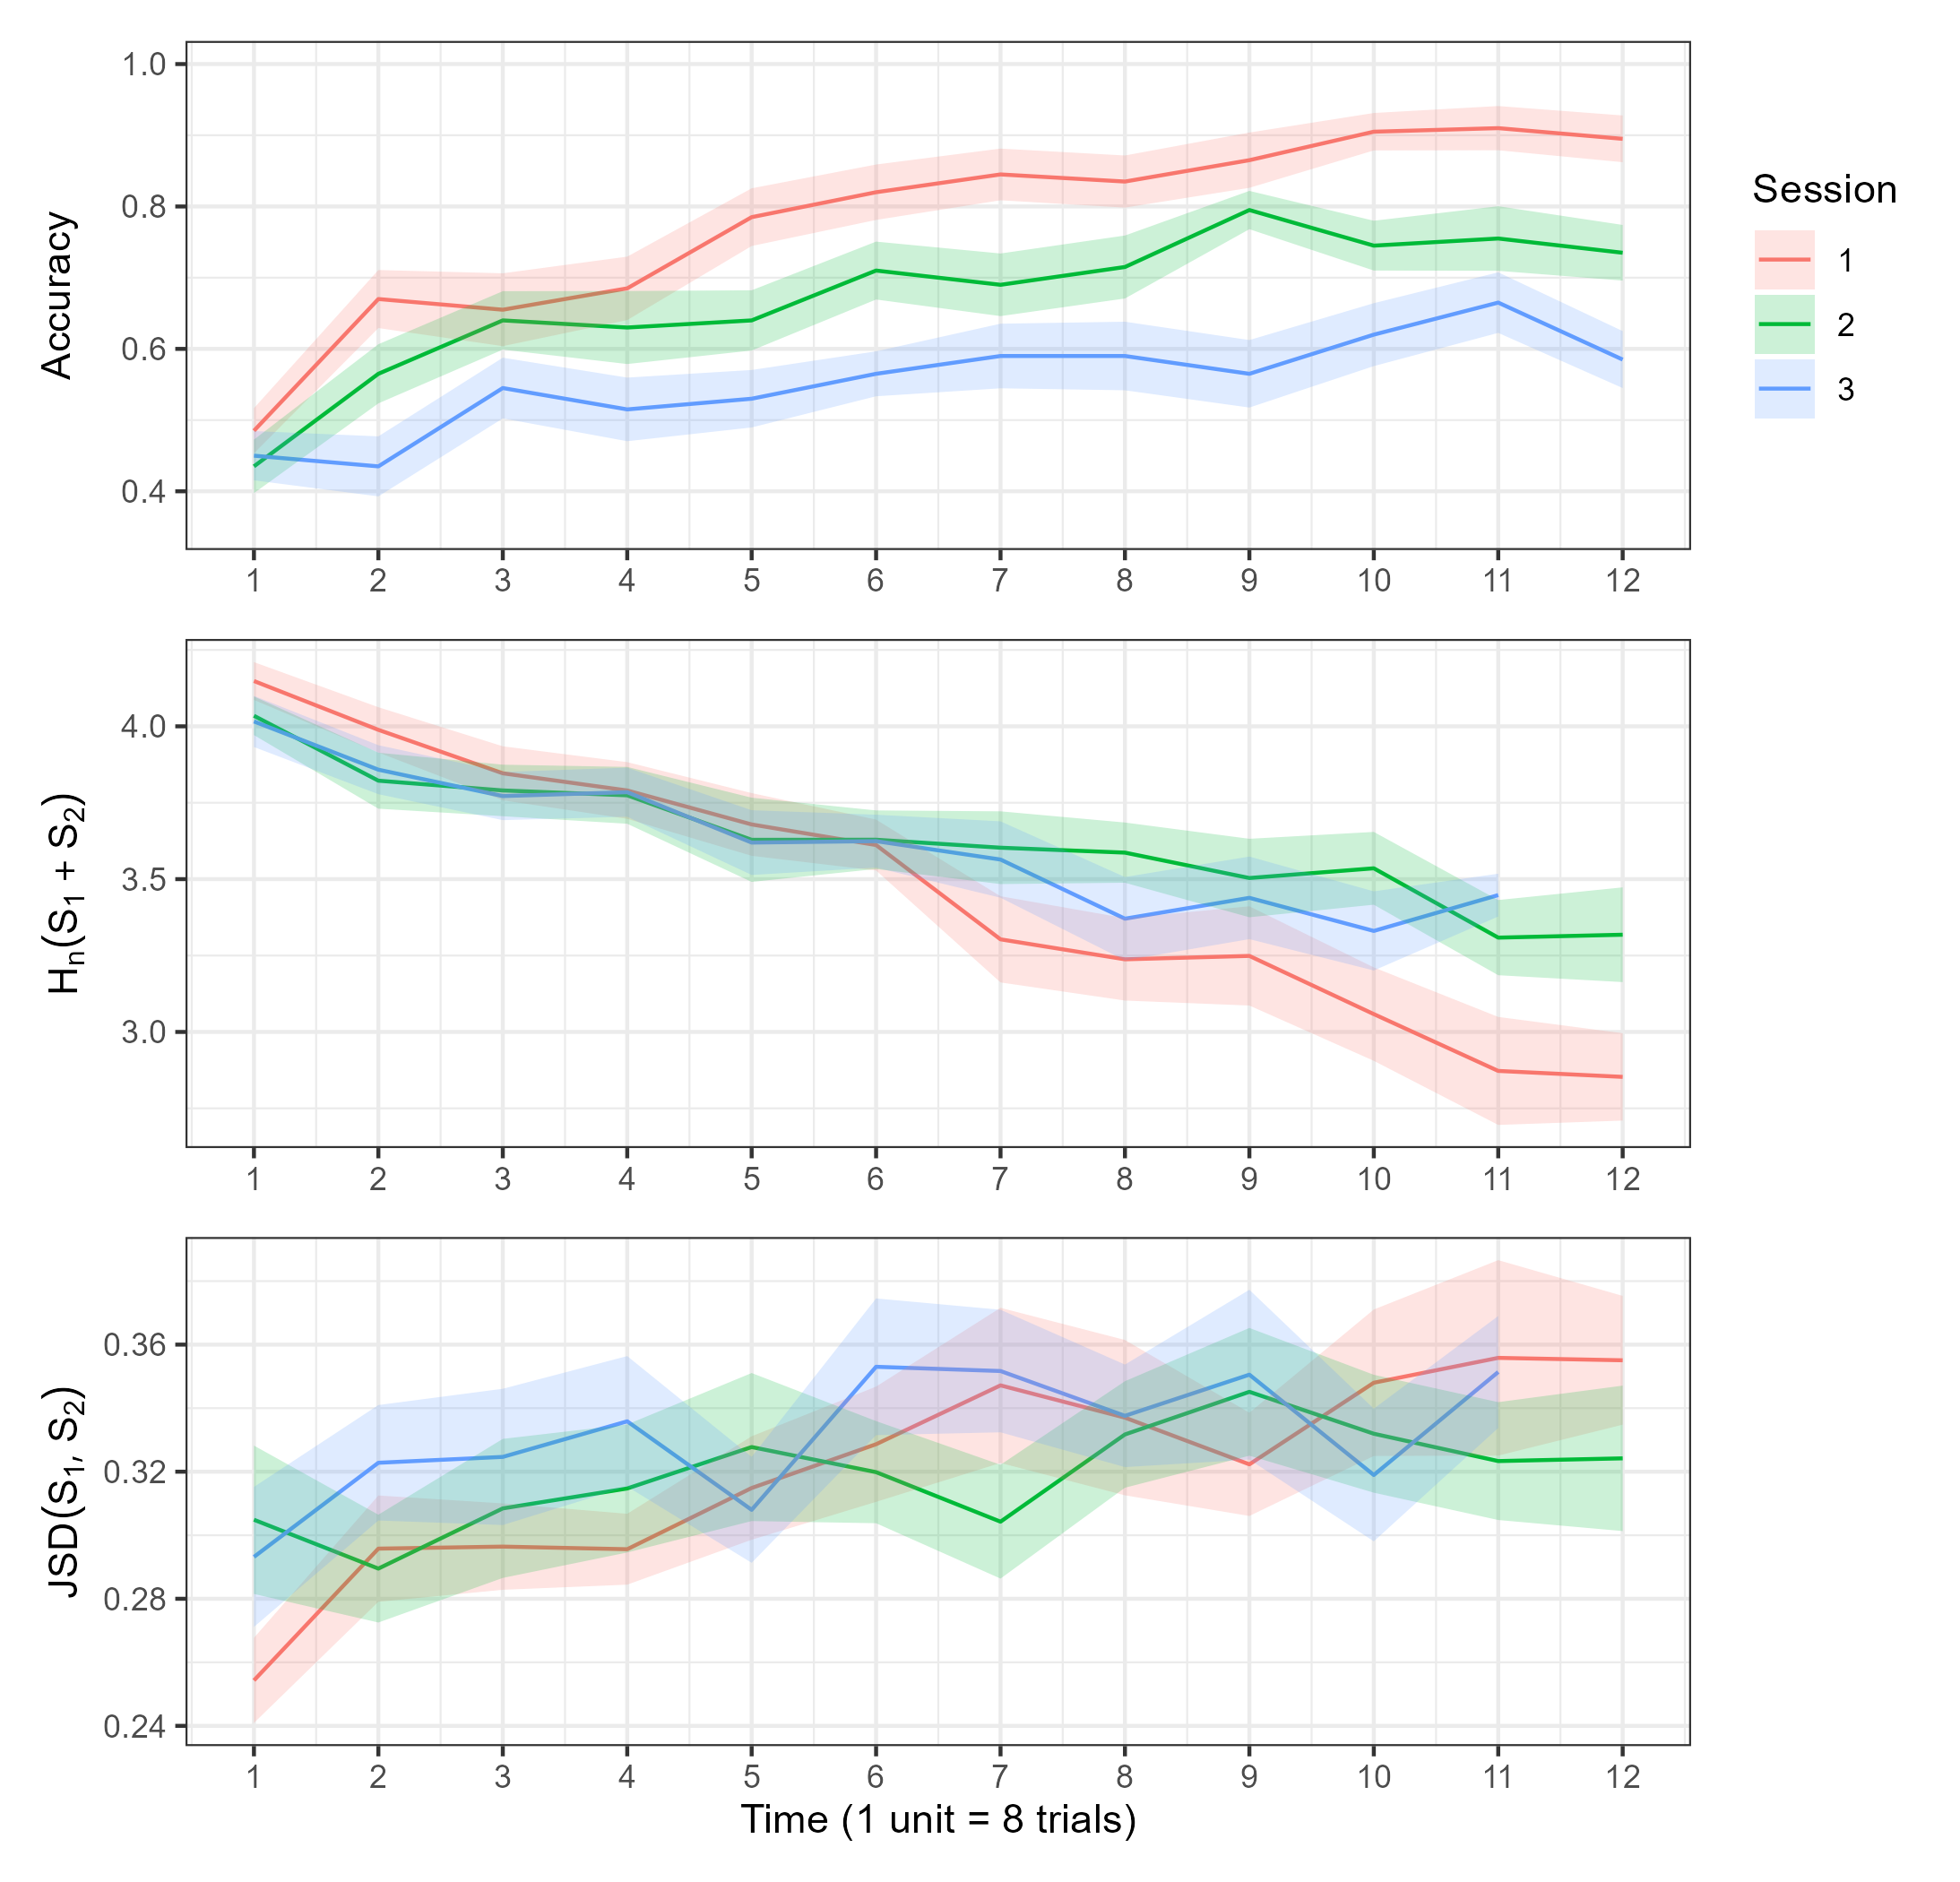 Accuracy
1.0
0.8
0.6
0.4
1 2 3 4 5 6 7 8 9 10 11 12
Session
1
2
3
Hn(S1 + S2)
4.0
3.5
3.0
1 2 3 4 5 6 7 8 9 10 11 12
JSD(S1, S2)
0.36
0.32
0.28
0.24
1 2 3 4 5 6 7 8 9 10 11 12
Time (1 unit = 8 trials)